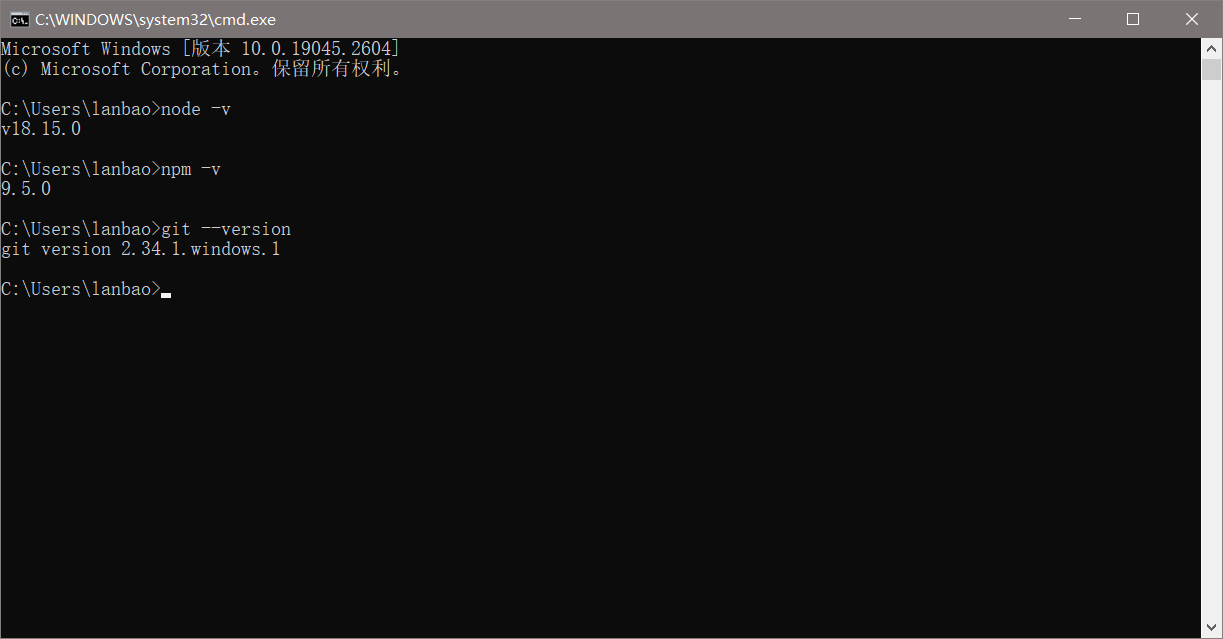 C:\WINDOWS\system32\cmd.exe
Microsoft Windows [版本 10.0.19045.2604]
(c) Microsoft Corporation。保留所有权利。
C:\Users\lanbao>node -v
v18.15.0
C:\Users\lanbao>npm -v
9.5.0
C:\Users\lanbao>git --version
git version 2.34.1.windows.1
C:\Users\lanbao>